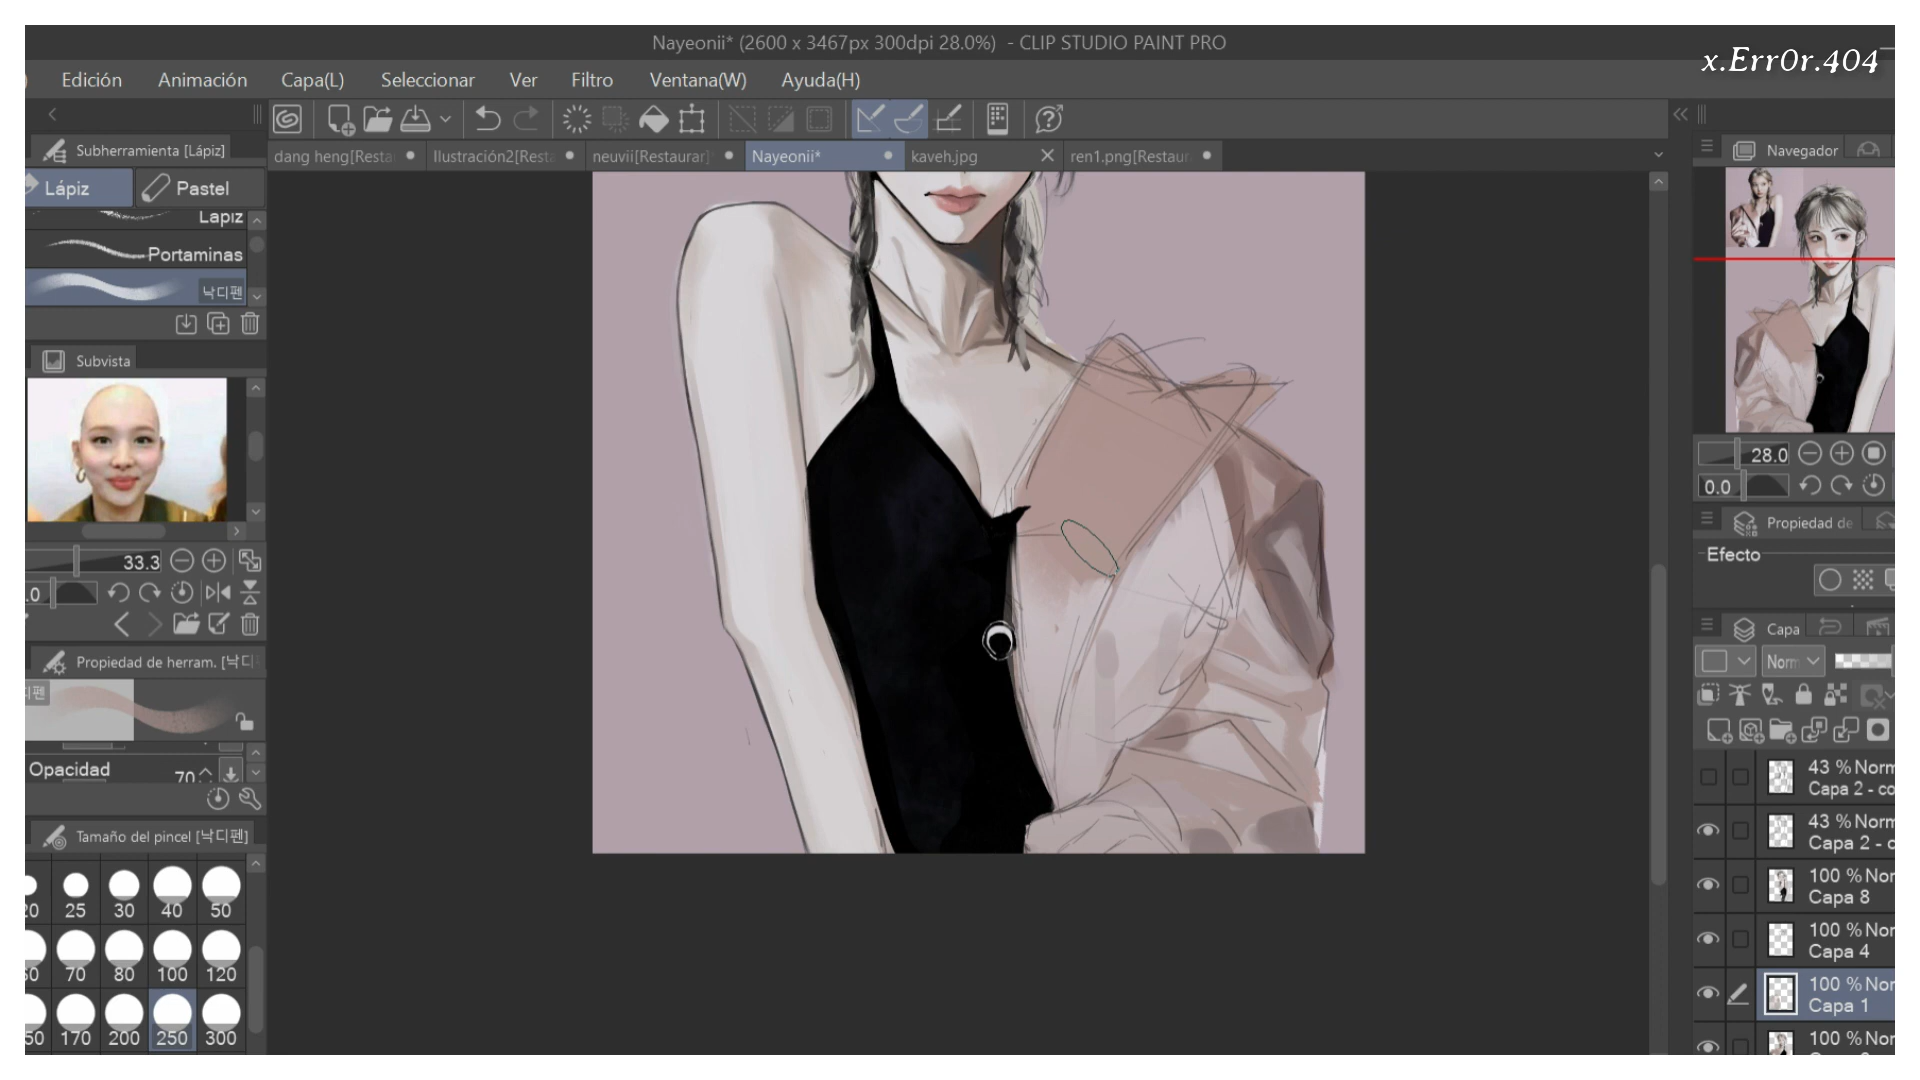 Nayeonii* (2600 x 3467px 300dpi 28.0%) - CLIP STUDIO PAINT PRO
x.Err0r.404
Edición Animación Capa(L) Seleccionar Ver Filtro Ventana(W) Ayuda(H)
Subherramienta [Lápiz]
dang heng[Resta Ilustración2[Resta neuvii[Restaurar]* Nayeonii* kaveh.jpg ren1.png[Restaur
Navegador
Lápiz Pastel
Lapiz
Portaminas
낙디펜
Subvista
28.0
0.0
Propiedad de
Efecto
33.3
.0
Capa
Propiedad de herram. [낙디
Norm
디펜
Opacidad 70
43 % Norm
Capa 2 - co
43 % Norm
Capa 2 - c
100 % Nor
Capa 8
100 % Nor
Capa 4
100 % Nor
Capa 1
100 % Nor
Tamaño del pincel [낙디펜]
20 25 30 40 50
70 80 100 120
50 170 200 250 300